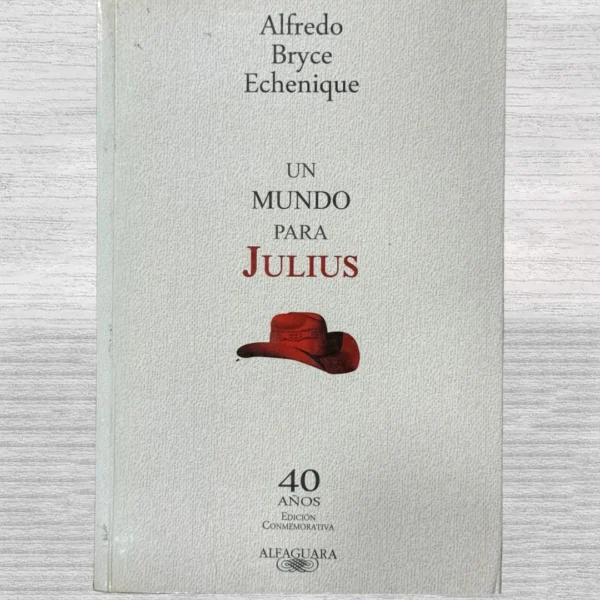 Alfredo
Bryce
Echenique
UN
MUNDO
PARA
JULIUS
40
AÑOS
EDICIÓN
CONMEMORATIVA
ALFAGUARA